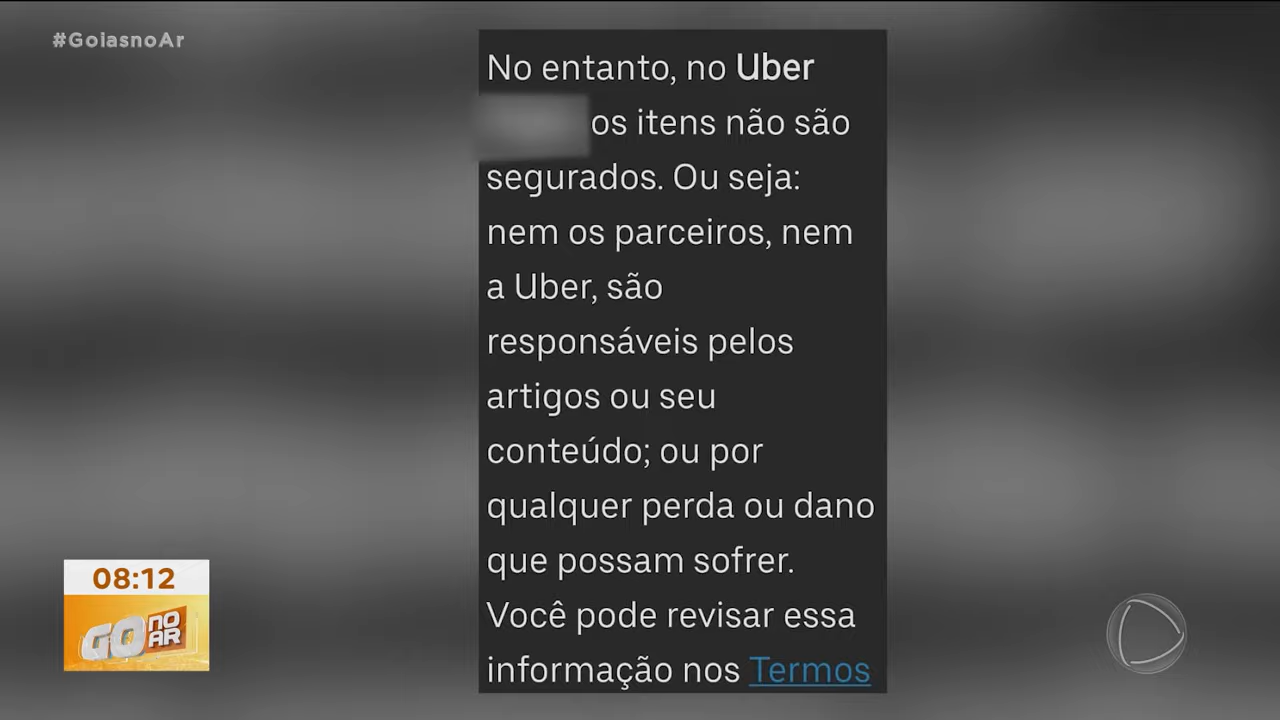 #GoiasnoAr
No entanto, no Uber
os itens não são
segurados. Ou seja:
nem os parceiros, nem
a Uber, são
responsáveis pelos
artigos ou seu
conteúdo; ou por
qualquer perda ou dano
que possam sofrer.
Você pode revisar essa
informação nos Termos
08:12
GO NO
AR